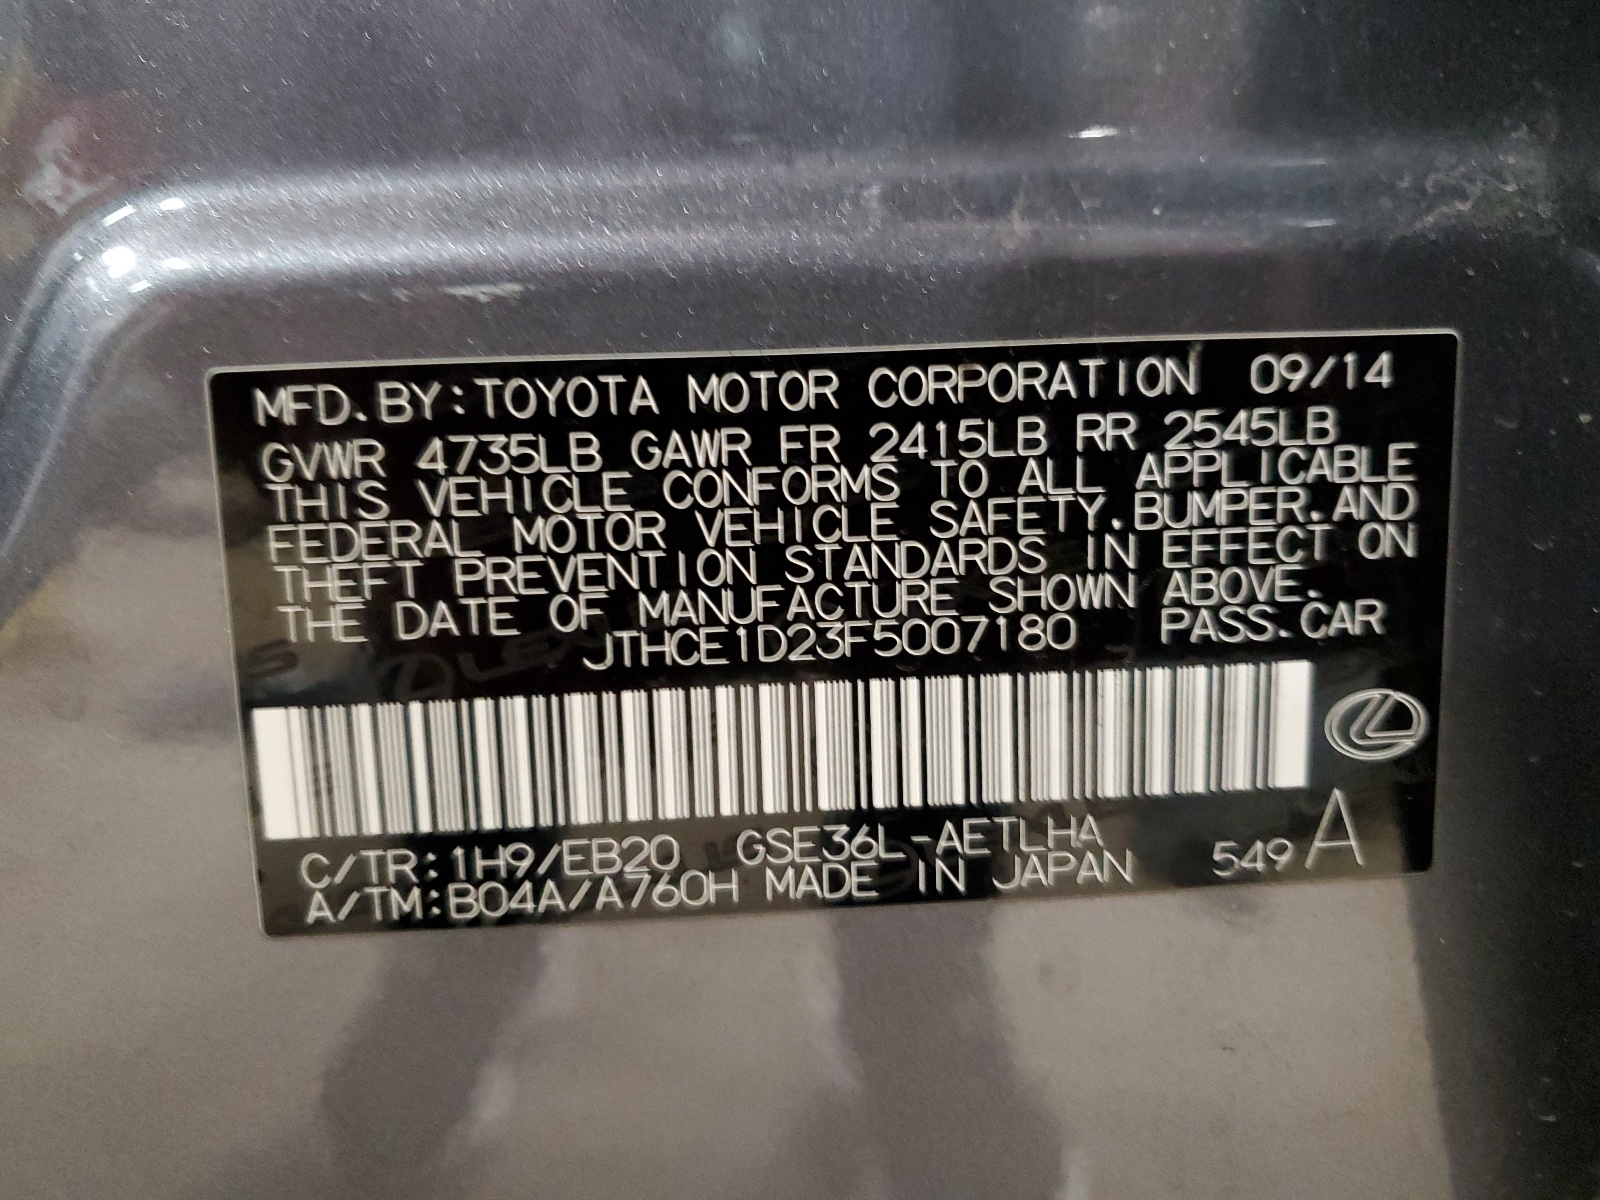 MFD. BY: TOYOTA MOTOR CORPORATION 09/14
GVWR 4735LB GAWR FR 2415LB RR 2545LB
THIS VEHICLE CONFORMS TO ALL APPLICABLE
FEDERAL MOTOR VEHICLE SAFETY. BUMPER. AND
THEFT PREVENTION STANDARDS IN EFFECT ON
THE DATE OF MANUFACTURE SHOWN ABOVE.
JTHCE1D23F5007180 PASS. CAR
C/TR: 1H9/EB20 GSE36L-AETLHA
A/TM: B04A/A760H MADE IN JAPAN 549 A